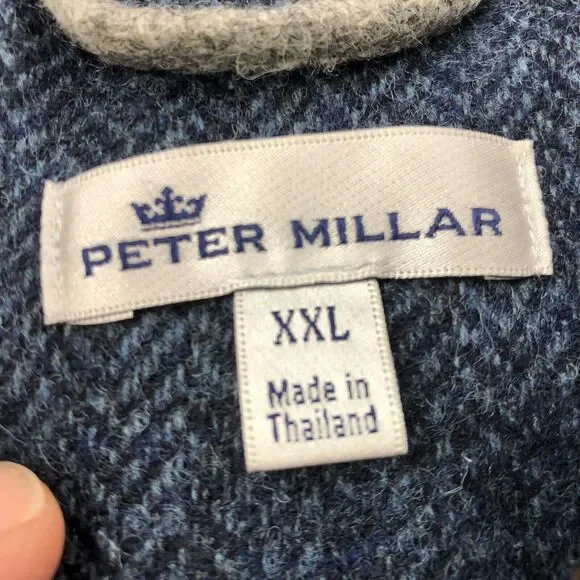 PETER MILLAR
XXL
Made in
Thailand